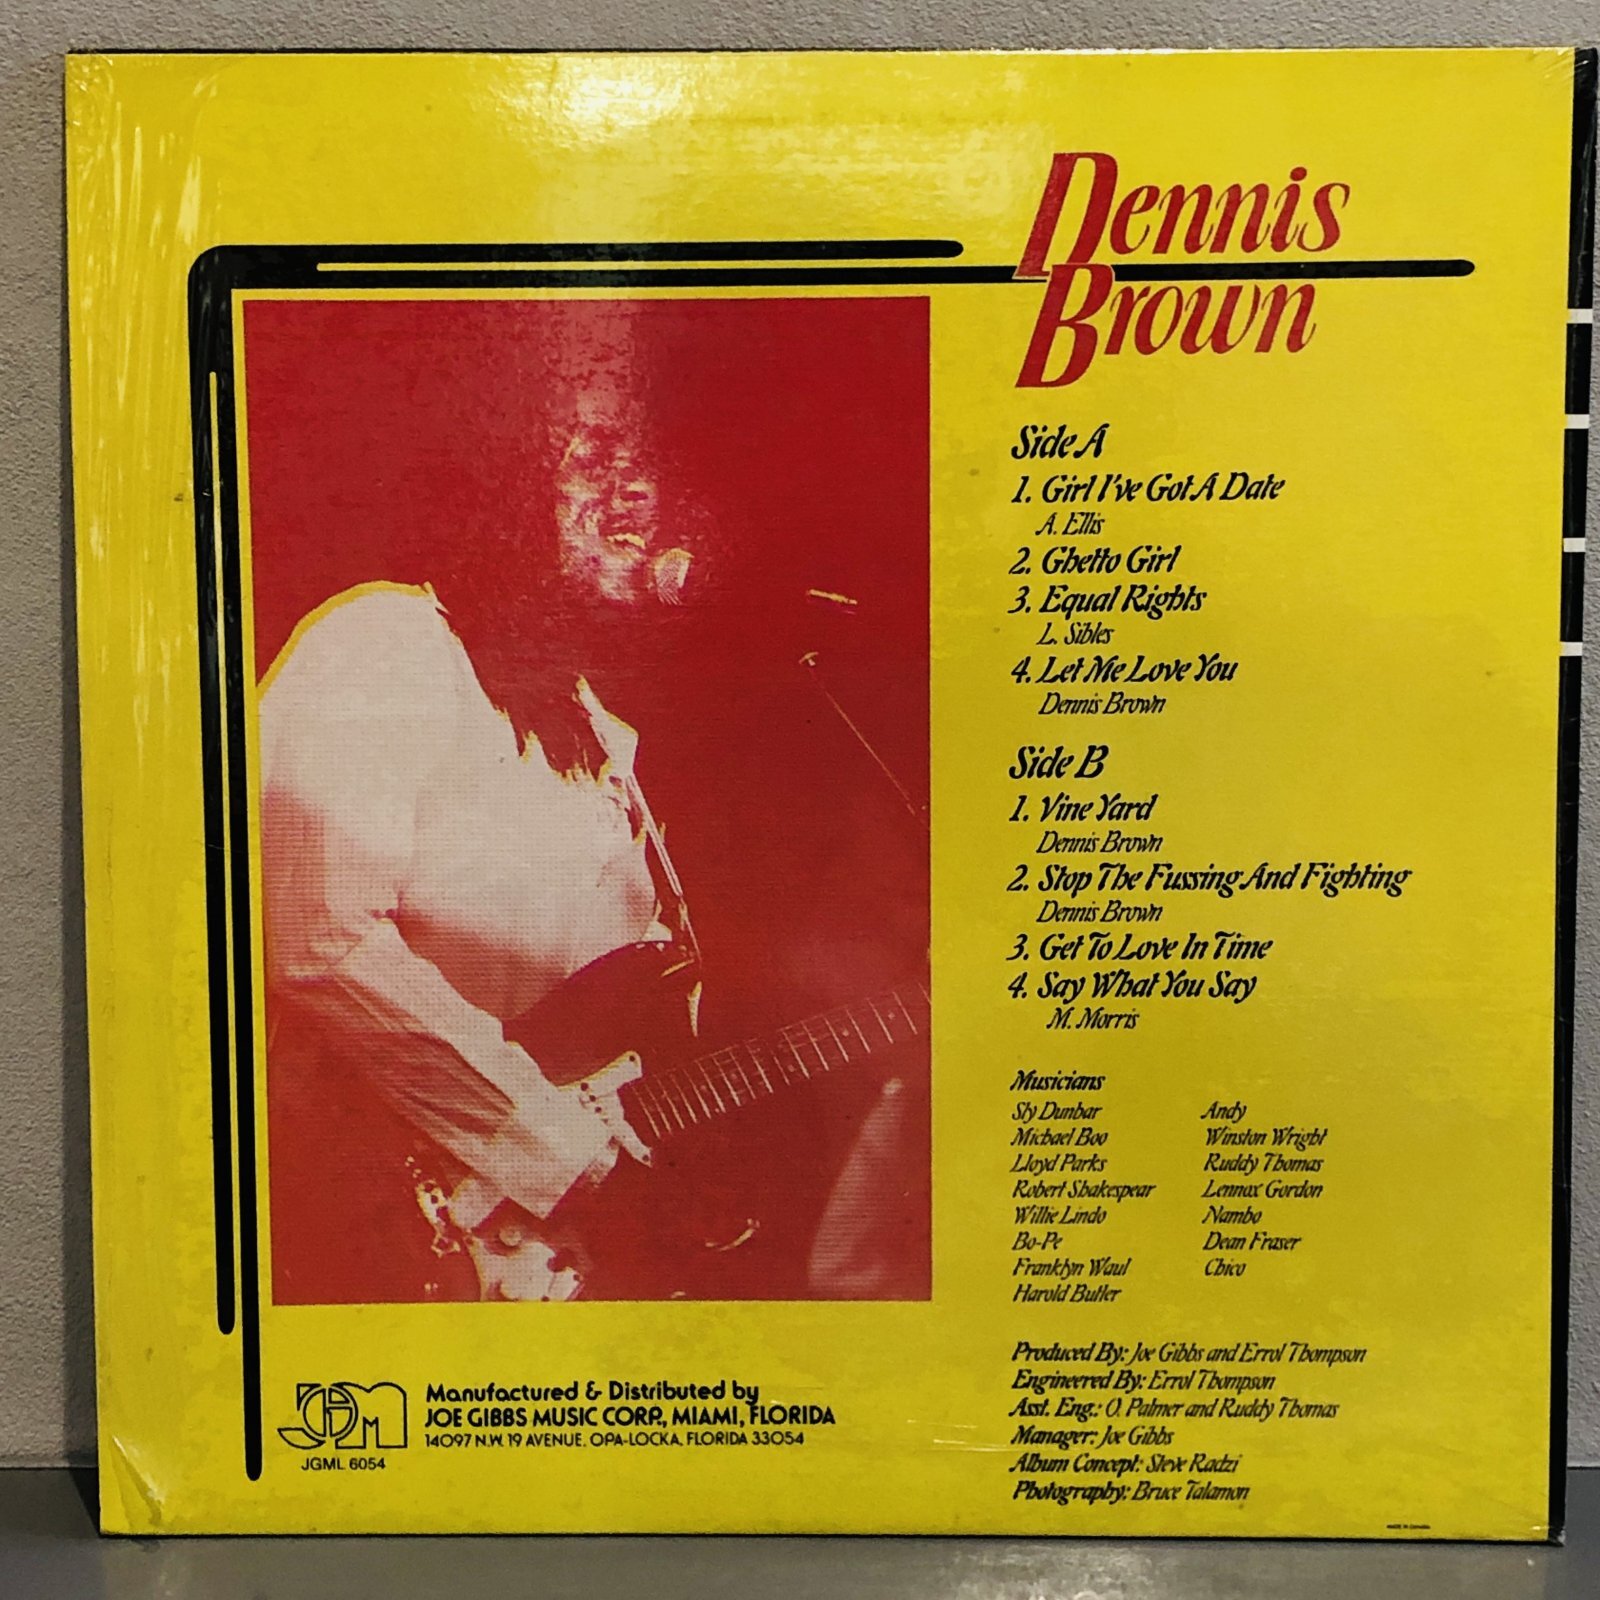 Dennis
Brown
Side A
1. Girl I've Got A Date
A. Ellis
2. Ghetto Girl
3. Equal Rights
L. Sibles
4. Let Me Love You
Dennis Brown
Side B
1. Vine Yard
Dennis Brown
2. Stop The Fussing And Fighting
Dennis Brown
3. Get To Love In Time
4. Say What You Say
M. Morris
Musicians
Sly Dunbar
Michael Boo
Lloyd Parks
Robert Shakespear
Willie Lindo
Bo-Pe
Franklyn Waul
Harold Butler
Andy
Winston Wright
Ruddy Thomas
Lennox Gordon
Nambo
Dean Fraser
Chico
Produced By: Joe Gibbs and Errol Thompson
Engineered By: Errol Thompson
Asst. Eng.: O. Palmer and Ruddy Thomas
Manager: Joe Gibbs
Album Concept: Steve Radzi
Photography: Bruce Talamon
JGM
Manufactured & Distributed by
JOE GIBBS MUSIC CORP., MIAMI, FLORIDA
14097 N.W. 19 AVENUE. OPA-LOCKA. FLORIDA 33054
JGML 6054